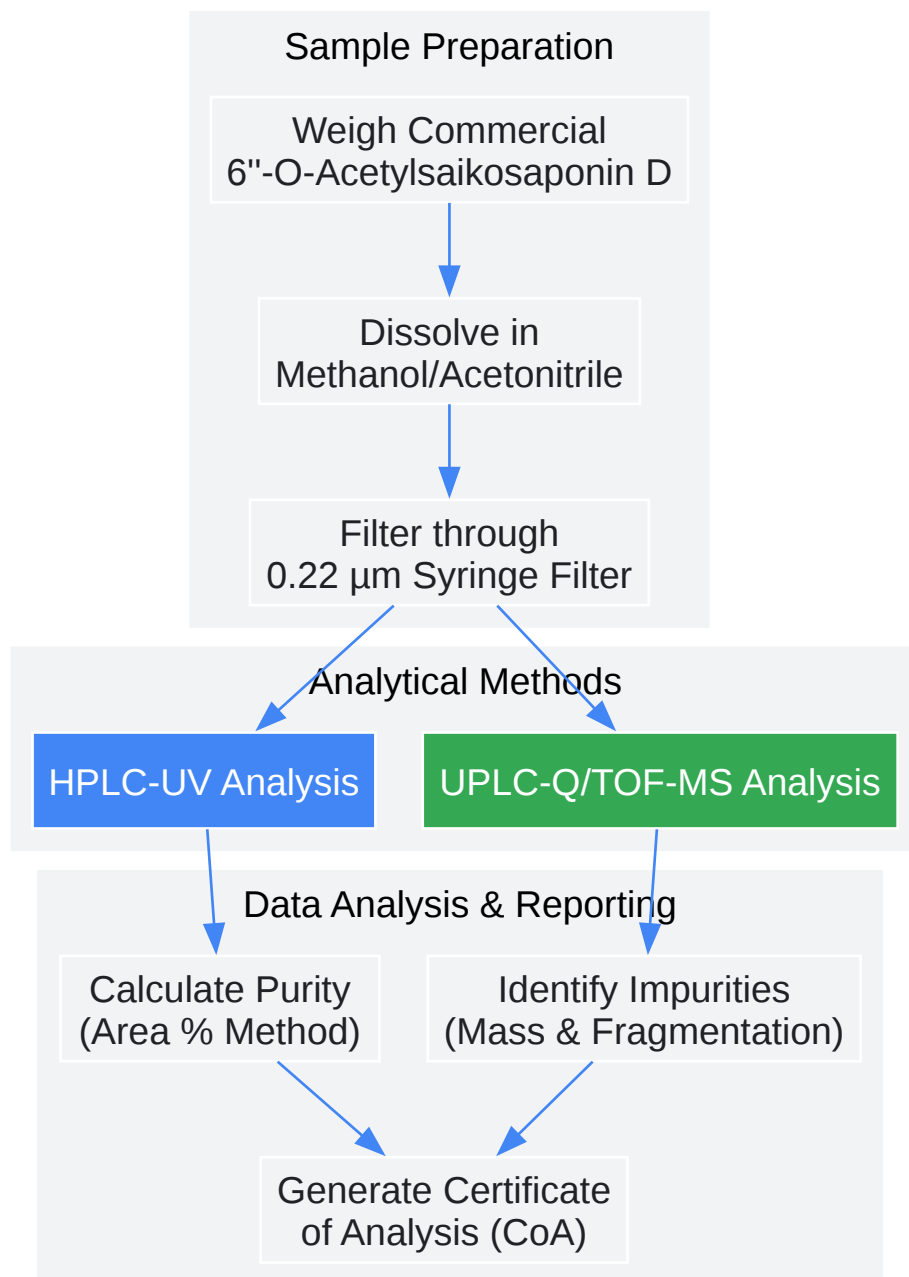 Sample Preparation
Weigh Commercial
6"-O-Acetylsaikosaponin D
Dissolve in
Methanol/Acetonitrile
Filter through
0.22 µm Syringe Filter
Analytical Methods
HPLC-UV Analysis
UPLC-Q/TOF-MS Analysis
Data Analysis & Reporting
Calculate Purity
(Area % Method)
Identify Impurities
(Mass & Fragmentation)
Generate Certificate
of Analysis (CoA)